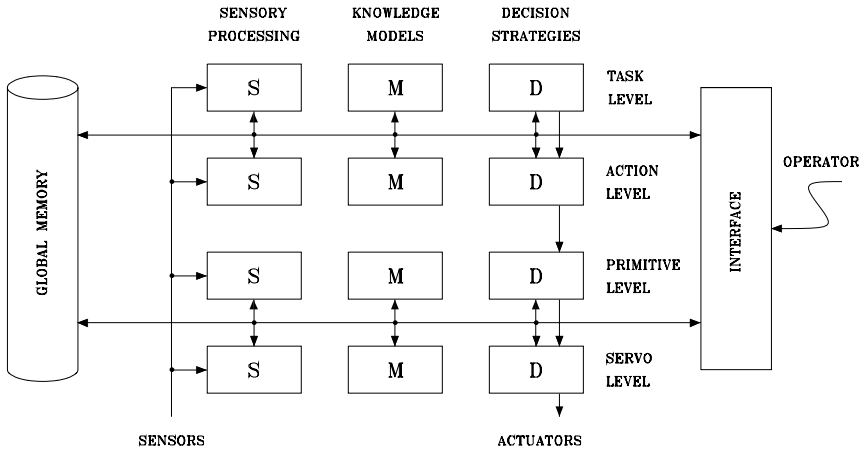 SENSORY
PROCESSING
KNOWLEDGE
MODELS
DECISION
STRATEGIES
S
M
D
TASK
LEVEL
S
M
D
ACTION
LEVEL
S
M
D
PRIMITIVE
LEVEL
S
M
D
SERVO
LEVEL
GLOBAL MEMORY
INTERFACE
OPERATOR
SENSORS
ACTUATORS